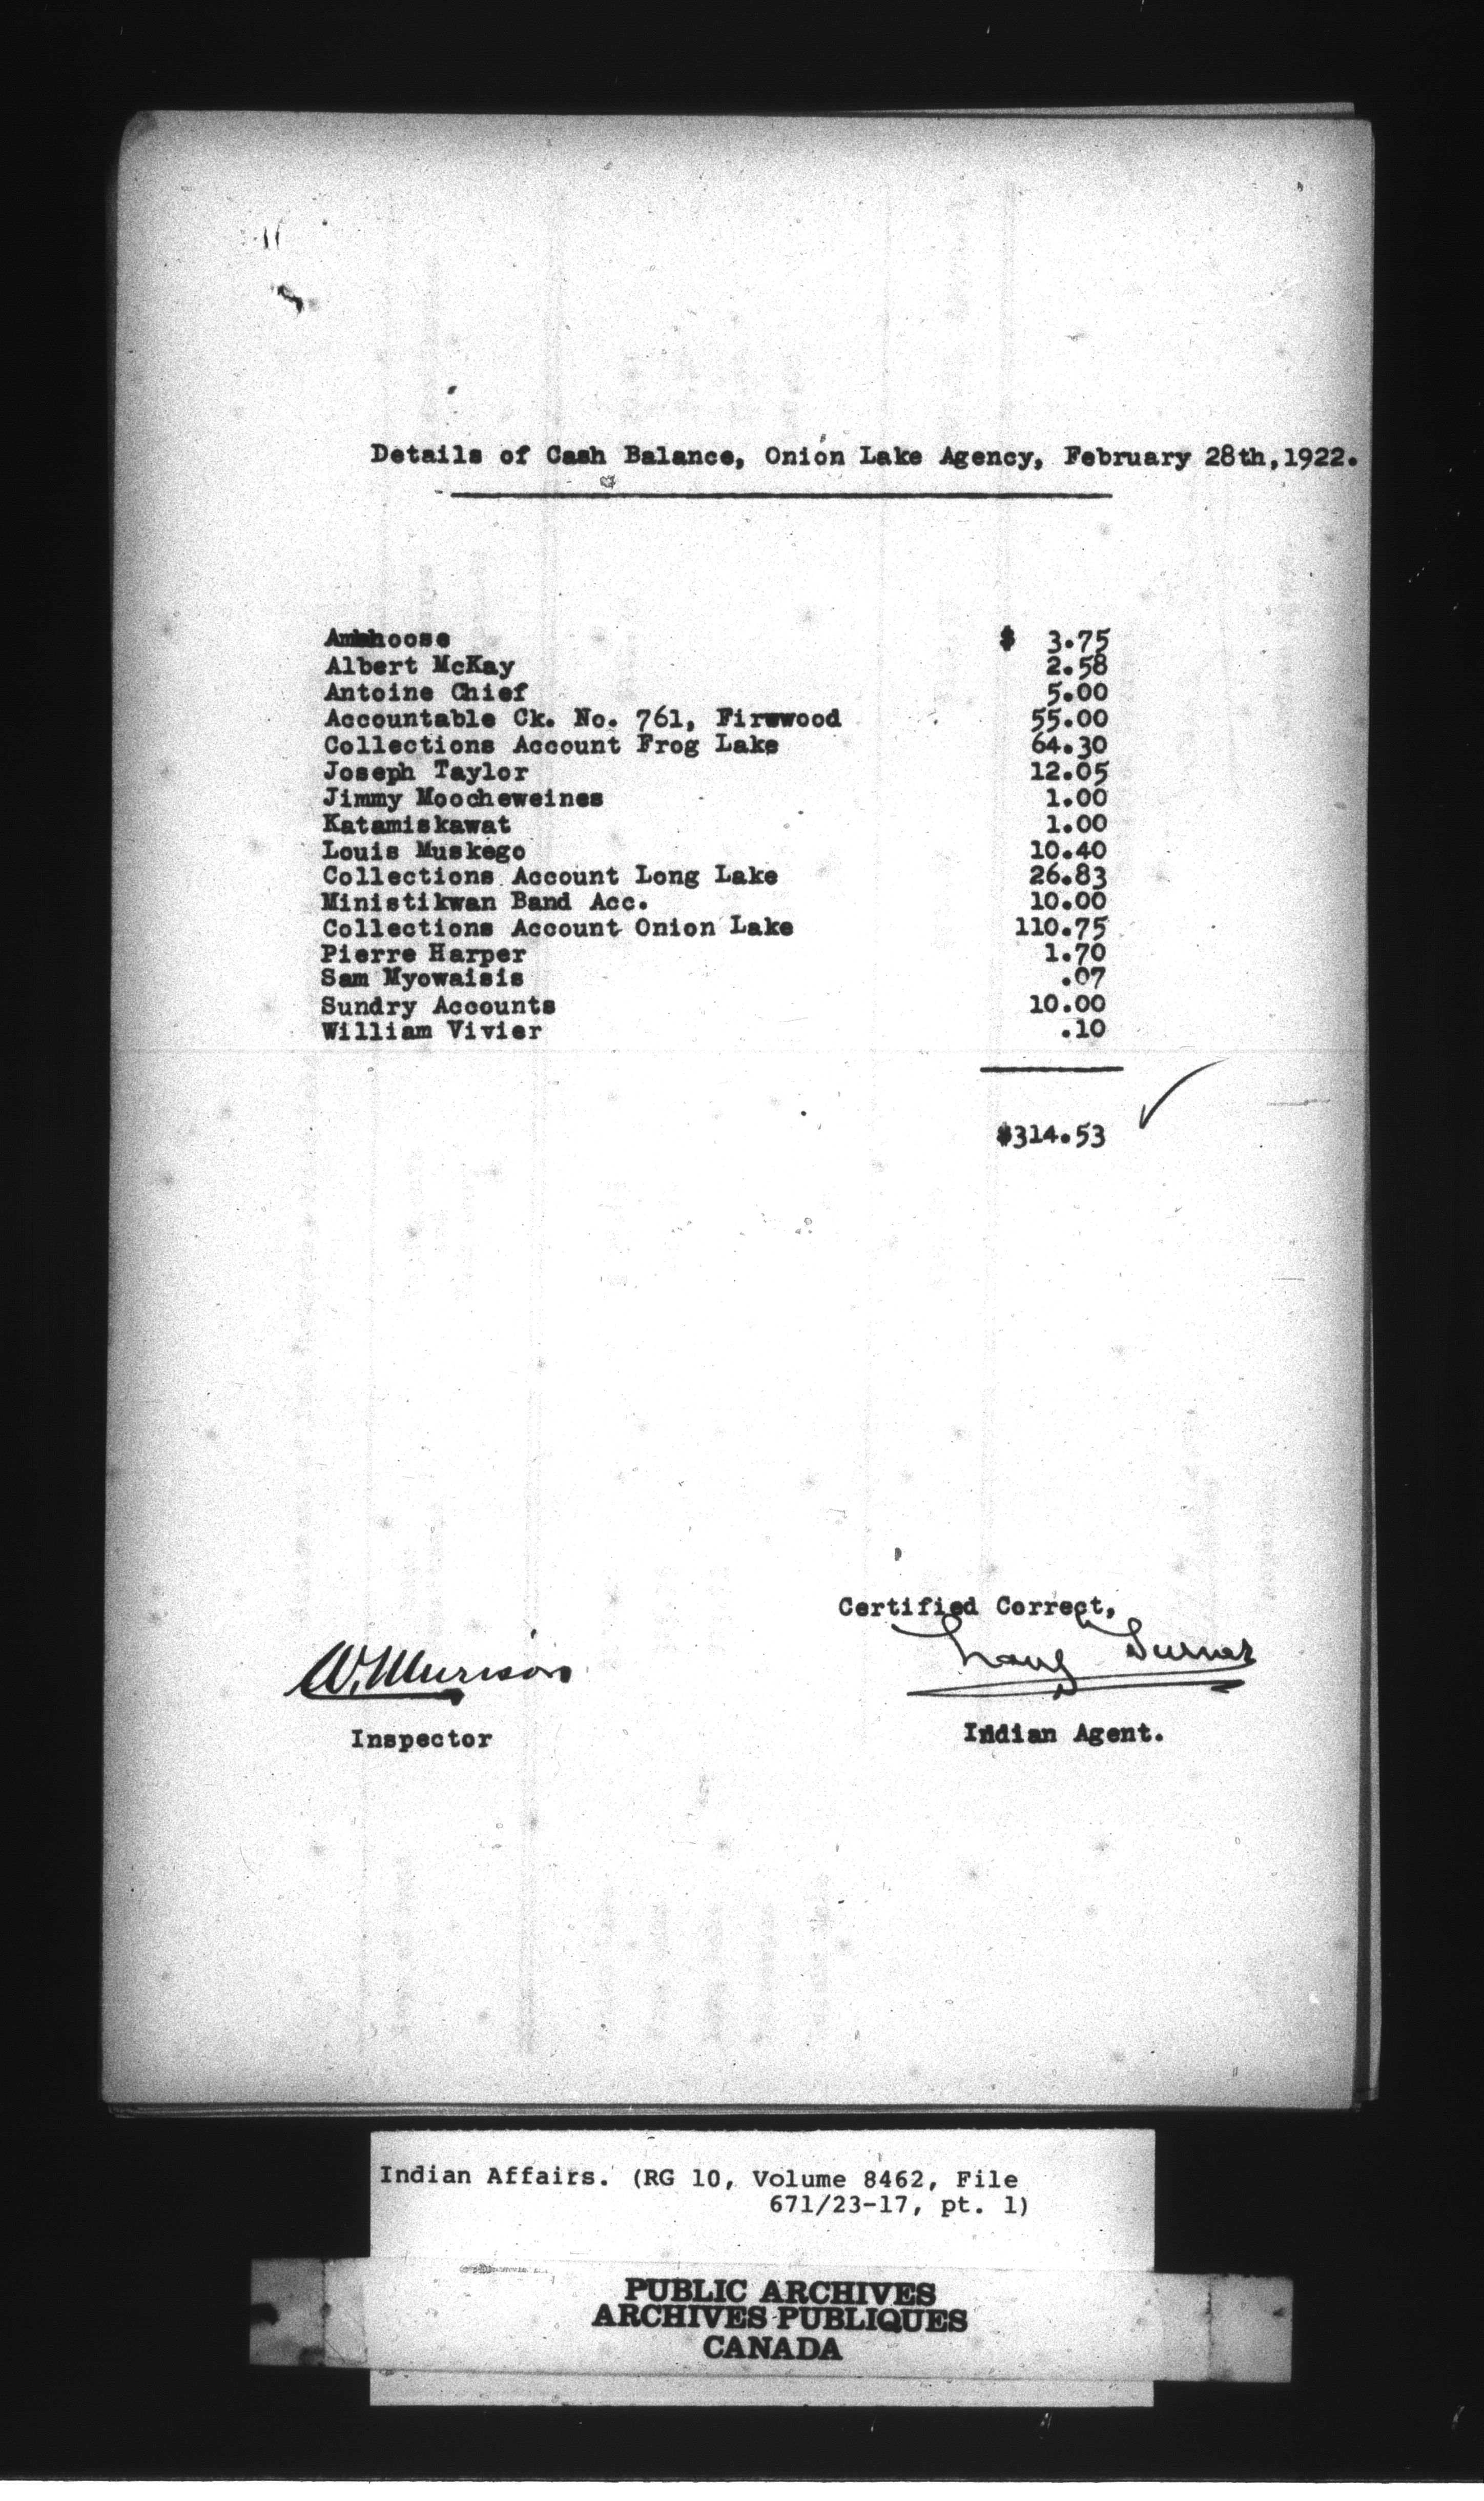 Details of Cash Balance, Onion Lake Agency, February 28th,1922.
$ 3.75
Albert McKay 2.58
Antoine Chief 5.00
Accountable Ck. No. 761, Firewood 55.00
Collections Account Frog Lake 64.30
Joseph Taylor 12.05
Jimmy Moocheweines 1.00
Katamiskawat 1.00
Louis Muskego 10.40
Collections Account Long Lake 26.83
Ministikwan Band Acc. 10.00
Collections Account Onion Lake 110.75
Pierre Harper 1.70
Sam Myowaisis .07
Sundry Accounts 10.00
William Vivier .10
$314.53
Certified Correct,
W. Murison
Inspector
Indian Agent.
Indian Affairs. (RG 10, Volume 8462, File
671/23-17, pt. 1)
PUBLIC ARCHIVES
ARCHIVES PUBLIQUES
CANADA